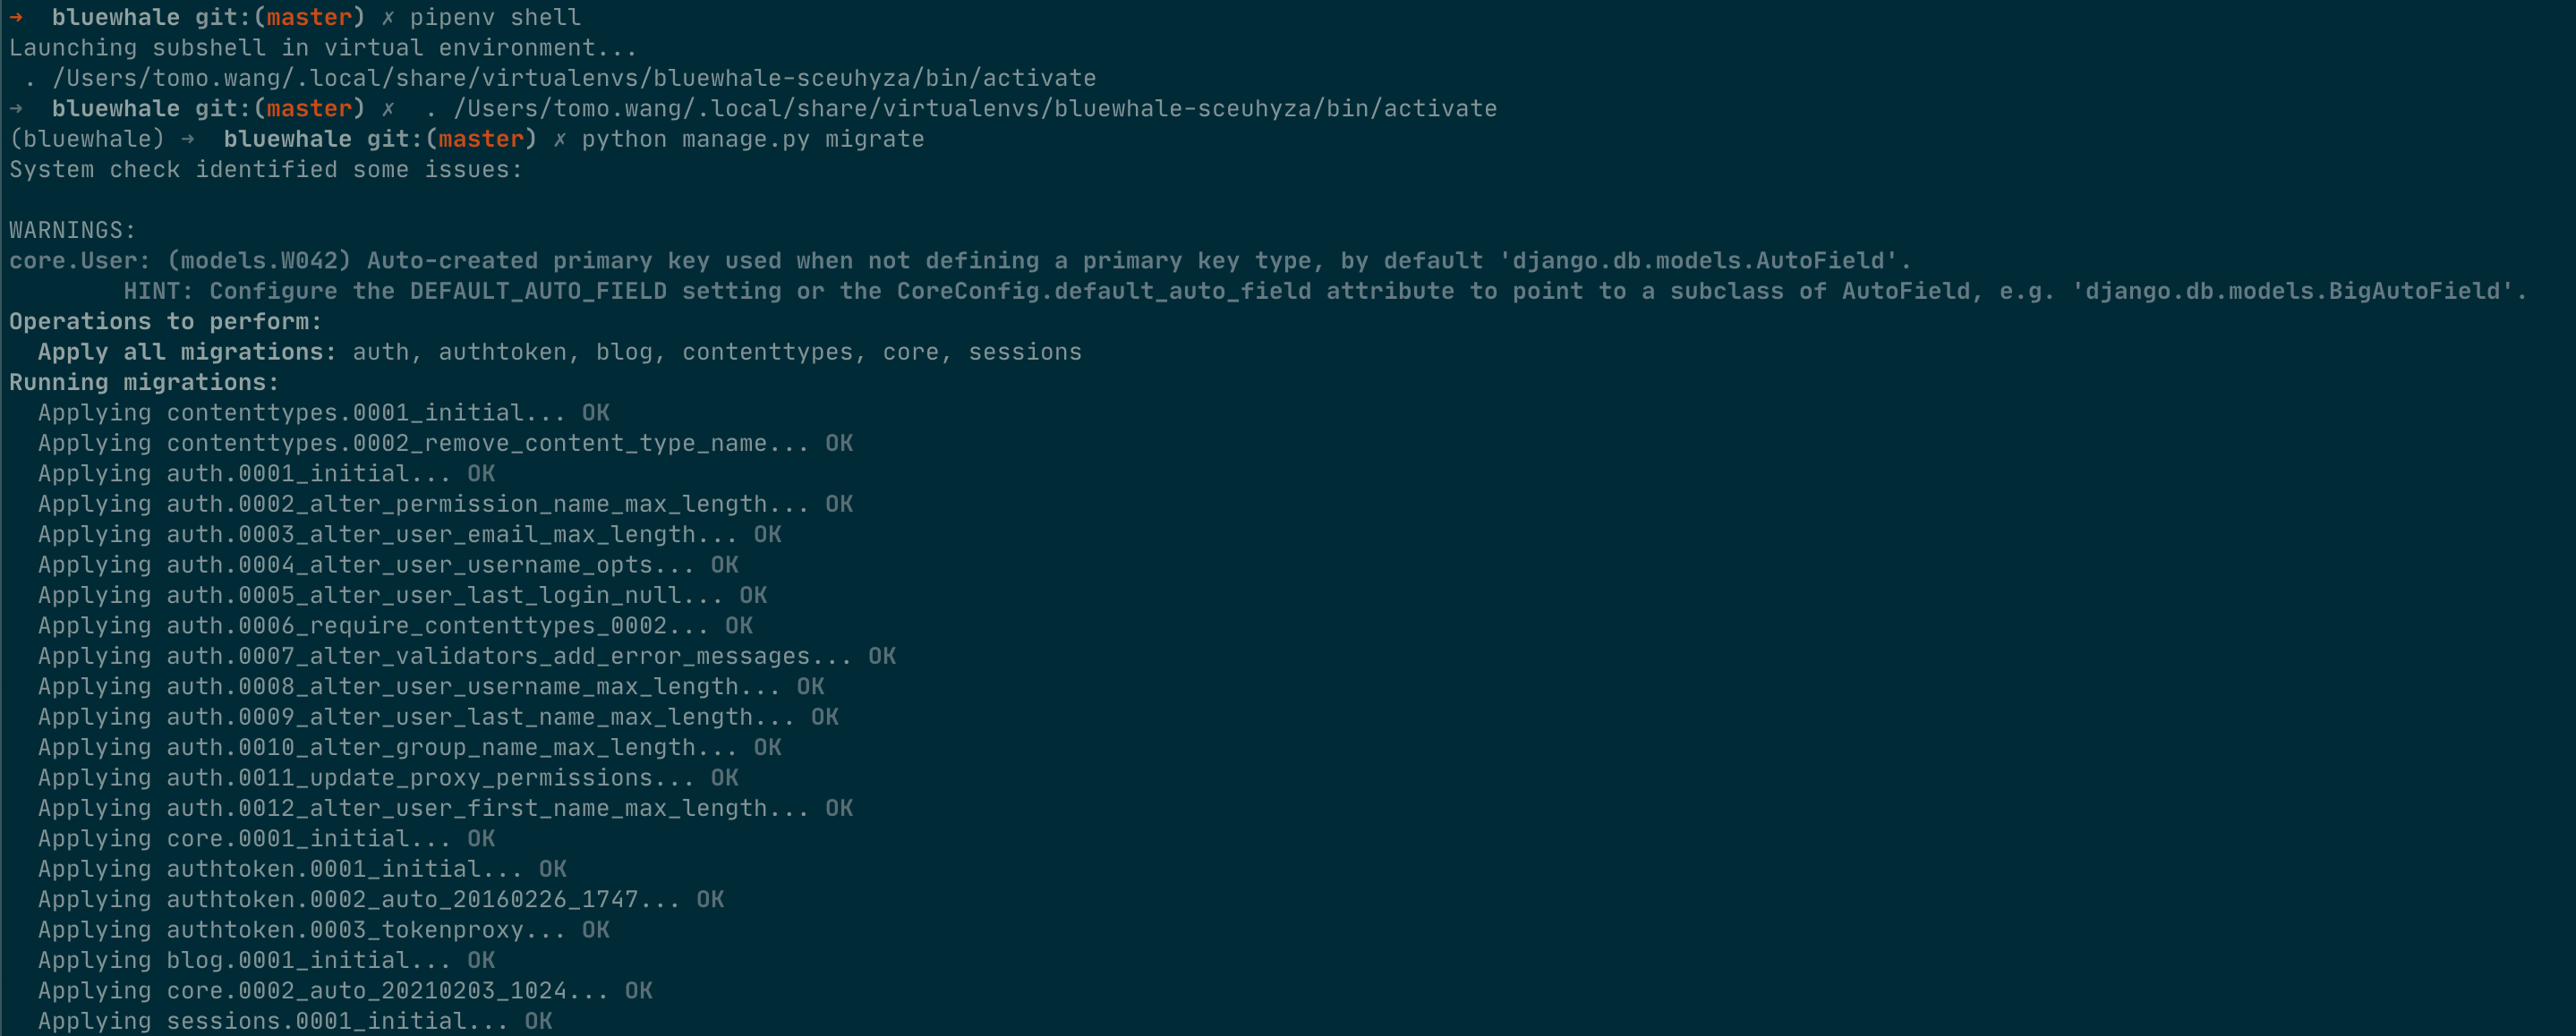 →  bluewhale git:(master) ✗ pipenv shell
Launching subshell in virtual environment...
 . /Users/tomo.wang/.local/share/virtualenvs/bluewhale-sceuhyza/bin/activate
→  bluewhale git:(master) ✗  . /Users/tomo.wang/.local/share/virtualenvs/bluewhale-sceuhyza/bin/activate
(bluewhale) →  bluewhale git:(master) ✗ python manage.py migrate
System check identified some issues:

WARNINGS:
core.User: (models.W042) Auto-created primary key used when not defining a primary key type, by default 'django.db.models.AutoField'.
        HINT: Configure the DEFAULT_AUTO_FIELD setting or the CoreConfig.default_auto_field attribute to point to a subclass of AutoField, e.g. 'django.db.models.BigAutoField'.
Operations to perform:
  Apply all migrations: auth, authtoken, blog, contenttypes, core, sessions
Running migrations:
  Applying contenttypes.0001_initial... OK
  Applying contenttypes.0002_remove_content_type_name... OK
  Applying auth.0001_initial... OK
  Applying auth.0002_alter_permission_name_max_length... OK
  Applying auth.0003_alter_user_email_max_length... OK
  Applying auth.0004_alter_user_username_opts... OK
  Applying auth.0005_alter_user_last_login_null... OK
  Applying auth.0006_require_contenttypes_0002... OK
  Applying auth.0007_alter_validators_add_error_messages... OK
  Applying auth.0008_alter_user_username_max_length... OK
  Applying auth.0009_alter_user_last_name_max_length... OK
  Applying auth.0010_alter_group_name_max_length... OK
  Applying auth.0011_update_proxy_permissions... OK
  Applying auth.0012_alter_user_first_name_max_length... OK
  Applying core.0001_initial... OK
  Applying authtoken.0001_initial... OK
  Applying authtoken.0002_auto_20160226_1747... OK
  Applying authtoken.0003_tokenproxy... OK
  Applying blog.0001_initial... OK
  Applying core.0002_auto_20210203_1024... OK
  Applying sessions.0001_initial... OK